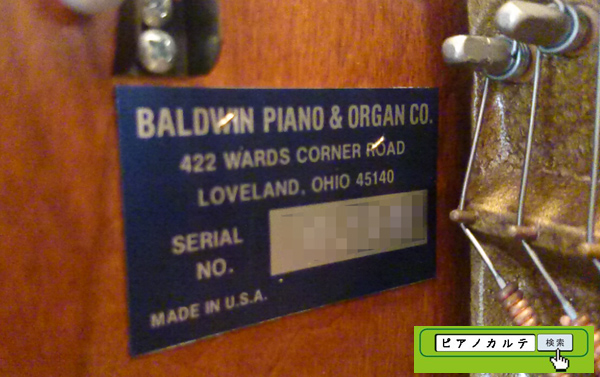 BALDWIN PIANO & ORGAN CO.
422 WARDS CORNER ROAD
LOVELAND, OHIO 45140
SERIAL
NO.
MADE IN U.S.A.
ピアノカルテ 検索